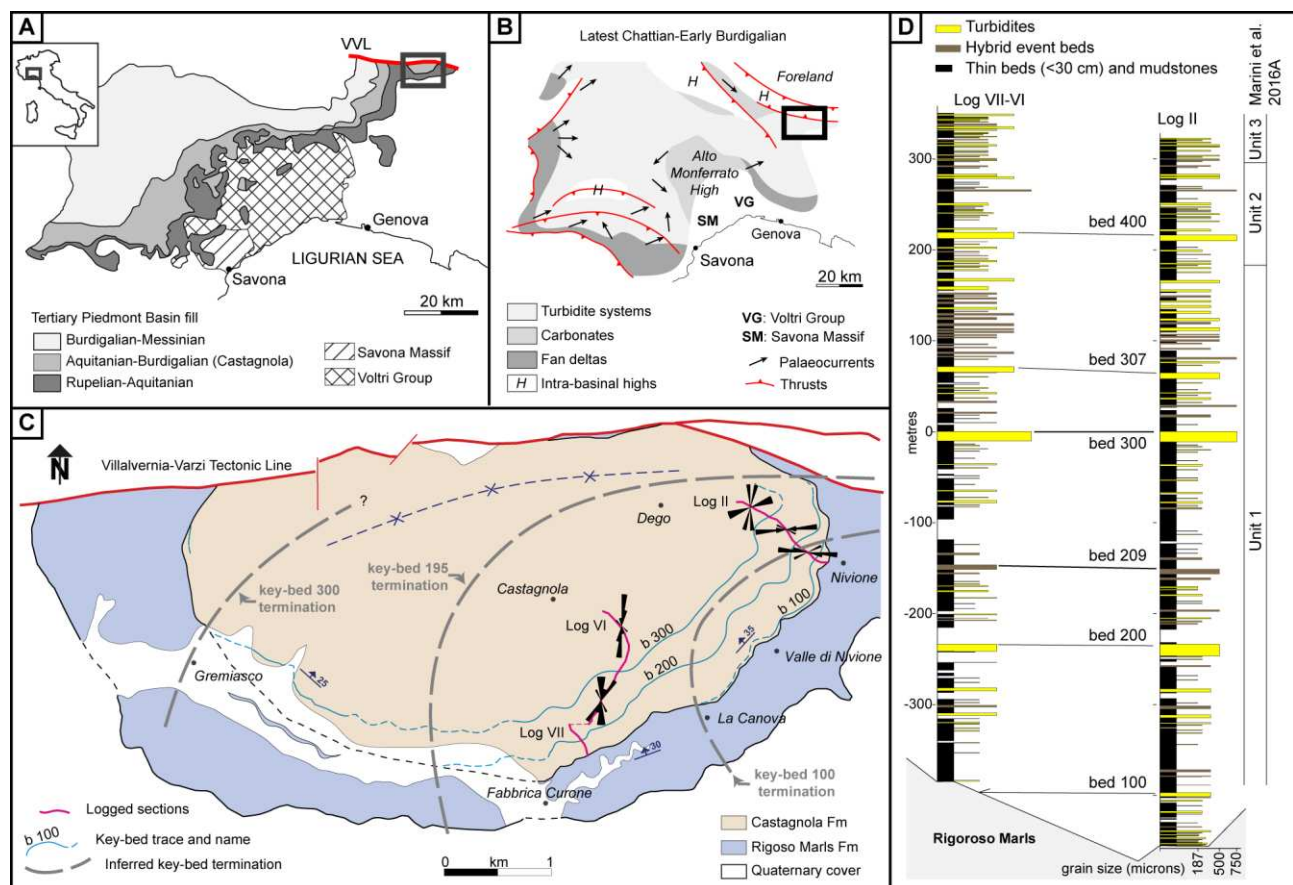 A
VVL
Genova
LIGURIAN SEA
Savona
20 km
Tertiary Piedmont Basin fill
Burdigalian-Messinian
Aquitanian-Burdigalian (Castagnola)
Rupelian-Aquitanian
Savona Massif
Voltri Group
B
Latest Chattian-Early Burdigalian
H
Foreland
H
Alto
Monferrato
High
H
VG
SM
Genova
Savona
20 km
Turbidite systems
Carbonates
Fan deltas
H Intra-basinal highs
VG: Voltri Group
SM: Savona Massif
Palaeocurrents
Thrusts
C
N
Villalvernia-Varzi Tectonic Line
?
Dego
Log II
key-bed 300
termination
key-bed 195
termination
Castagnola
Nivione
b 100
Log VI
b 300
b 200
35
Valle di Nivione
Gremiasco
25
La Canova
Log VII
30
key-bed 100
termination
Fabbrica Curone
Logged sections
b 100 Key-bed trace and name
Inferred key-bed termination
0 km 1
Castagnola Fm
Rigoso Marls Fm
Quaternary cover
D
Turbidites
Hybrid event beds
Thin beds (<30 cm) and mudstones
Marini et al.
2016A
Log VII-VI
Log II
Unit 3
300
Unit 2
bed 400
200
100
bed 307
metres
0
bed 300
-100
Unit 1
bed 209
-200
bed 200
-300
bed 100
Rigoroso Marls
grain size (microns)
187
500
750